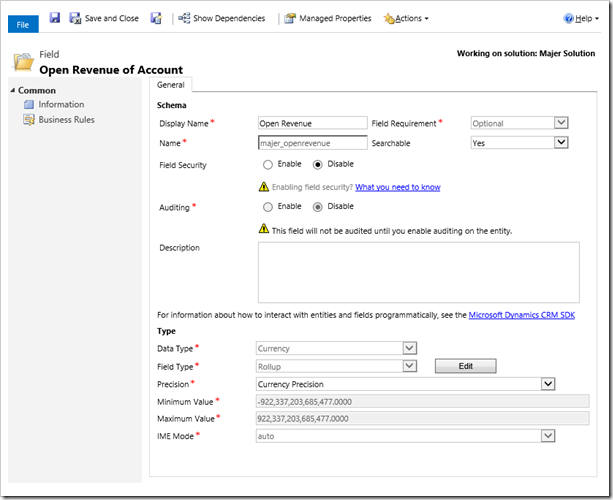 File Save and Close Show Dependencies Managed Properties Actions Help
Field
Open Revenue of Account
Working on solution: Majer Solution
Common
Information
Business Rules
General
Schema
Display Name * Open Revenue Field Requirement * Optional
Name * majer_openrevenue Searchable Yes
Field Security Enable Disable
Enabling field security? What you need to know
Auditing * Enable Disable
This field will not be audited until you enable auditing on the entity.
Description
For information about how to interact with entities and fields programmatically, see the Microsoft Dynamics CRM SDK
Type
Data Type * Currency
Field Type * Rollup Edit
Precision * Currency Precision
Minimum Value * -922,337,203,685,477.0000
Maximum Value * 922,337,203,685,477.0000
IME Mode * auto